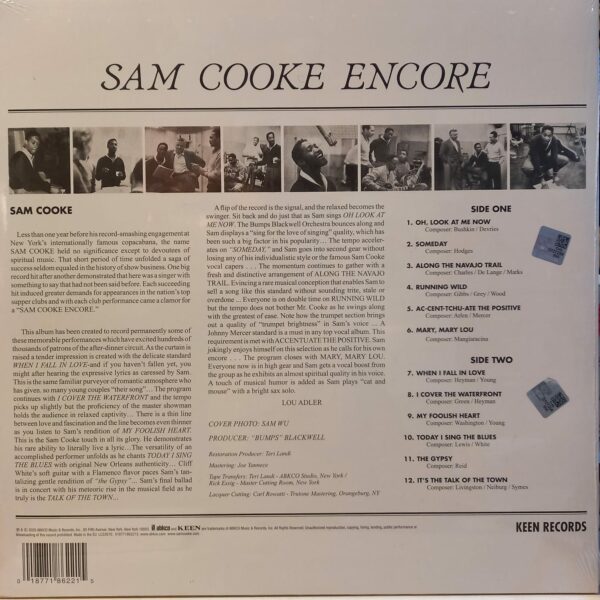 SAM COOKE ENCORE
SAM COOKE
Less than one year before his record-smashing engagement at
New York's internationally famous copacabana, the name
SAM COOKE held no significance except to devoutees of
spiritual music. That short period of time unfolded a saga of
success seldom equaled in the history of show business. One big
record hit after another demonstrated that here was a singer with
something to say that had not been said before. Each succeeding
hit induced greater demands for appearances in the nation's top
supper clubs and with each club performance came a clamor for
a "SAM COOKE ENCORE."
This album has been created to record permanently some of
these memorable performances which have excited hundreds of
thousands of patrons of the after-dinner circuit. As the curtain is
raised a tender impression is created with the delicate standard
WHEN I FALL IN LOVE-and if you haven't fallen yet, you
might after hearing the expressive lyrics as caressed by Sam.
This is the same familiar purveyor of romantic atmosphere who
has given, so many young couples "their song"... The program
continues with I COVER THE WATERFRONT and the tempo
picks up slightly but the proficiency of the master showman
holds the audience in relaxed captivity... There is a thin line
between love and fascination and the line becomes even thinner
as you listen to Sam's rendition of MY FOOLISH HEART.
This is the Sam Cooke touch in all its glory. He demonstrates
his rare ability to literally live a lyric...The versatility of an
accomplished performer unfolds as he chants TODAY I SING
THE BLUES with original New Orleans authenticity... Cliff
White's soft guitar with a Flamenco flavor paces Sam's tan-
talizing gentle rendition of "the Gypsy"... Sam's final ballad
is in concert with his meteoric rise in the musical field as he
truly is the TALK OF THE TOWN...
A flip of the record is the signal, and the relaxed becomes the
swinger. Sit back and do just that as Sam sings OH LOOK AT
ME NOW. The Bumps Blackwell Orchestra bounces along and
Sam displays a "sing for the love of singing" quality, which has
been such a big factor in his popularity.... The tempo acceler-
ates on "SOMEDAY," and Sam goes into second gear without
losing any of his individualistic style or the famous Sam Cooke
vocal capers . . . The momentum continues to gather with a
fresh and distinctive arrangement of ALONG THE NAVAJO
TRAIL. Evincing a rare musical conception that enables Sam to
sell a song like this standard without sounding trite, stale or
overdone .. Everyone is on double time on RUNNING WILD
but the tempo does not bother Mr. Cooke as he swings along
with the greatest of ease. Note how the trumpet section brings
out a quality of "trumpet brightness" in Sam's voice ... A
Johnny Mercer standard is a must in any top vocal album. This
requirement is met with ACCENTUATE THE POSITIVE. Sam
jokingly enjoys himself on this selection as he calls for his own
encore . . . The program closes with MARY, MARY LOU.
Everyone now is in high gear and Sam gets a vocal boost from
the group as he exhibits an almost spiritual quality in his voice.
A touch of musical humor is added as Sam plays "cat and
mouse" with a bright sax solo.
LOU ADLER
COVER PHOTO: SAM WU
PRODUCER: "BUMPS" BLACKWELL
Restoration Producer: Teri Landi
Mastering: Joe Yannece
Tape Transfers: Teri Landi - ABKCO Studio, New York /
Rick Essig - Master Cutting Room, New York
Lacquer Cutting: Carl Rowatti - Trutone Mastering, Orangeburg, NY
SIDE ONE
1. OH, LOOK AT ME NOW
Composer: Bushkin / Devries
2. SOMEDAY
Composer: Hodges
3. ALONG THE NAVAJO TRAIL
Composer: Charles / De Lange / Marks
4. RUNNING WILD
Composer: Gibbs / Grey / Wood
5. AC-CENT-TCHU-ATE THE POSITIVE
Composer: Arlen / Mercer
6. MARY, MARY LOU
Composer: Mangiaracina
SIDE TWO
7. WHEN I FALL IN LOVE
Composer: Heyman / Young
8. I COVER THE WATERFRONT
Composer: Green / Heyman
9. MY FOOLISH HEART
Composer: Washington / Young
10. TODAY I SING THE BLUES
Composer: Lewis / White
11. THE GYPSY
Composer: Reid
12. IT'S THE TALK OF THE TOWN
Composer: Livingston / Neiburg / Symes
abkco and KEEN are trademarks of ABKCO Music & Records, Inc. All Rights Reserved.
KEEN RECORDS
0 18771 86221 5